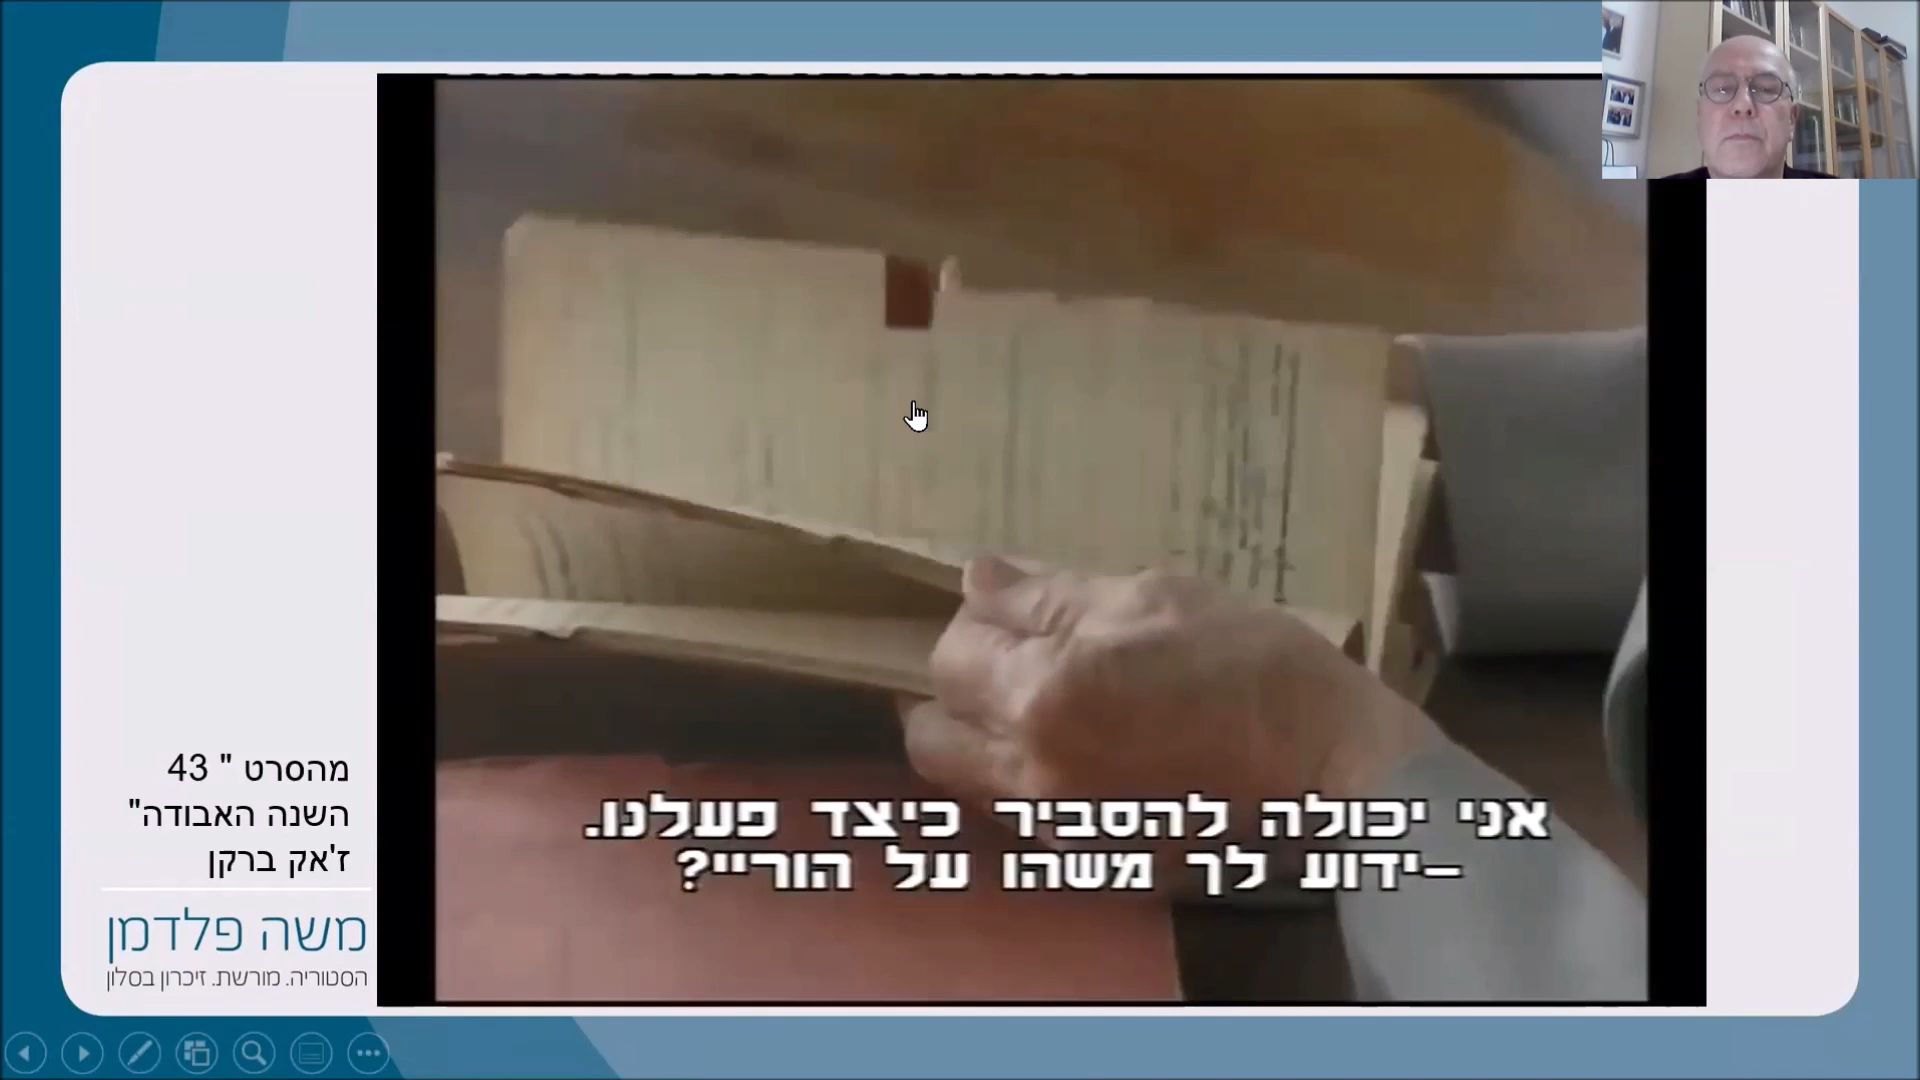 אני יכולה להסביר כיצד פעלנו.
–ידוע לך משהו על הוריי?
מהסרט " 43
השנה האבודה"
ז'אק ברקן
משה פלדמן
הסטוריה. מורשת. זיכרון בסלון